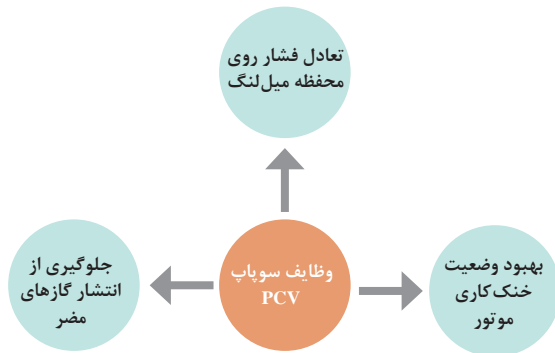 تعادل فشار روی
محفظه میل‌لنگ
وظایف سوپاپ
PCV
بهبود وضعیت
خنک‌کاری
موتور
جلوگیری از
انتشار گازهای
مضر